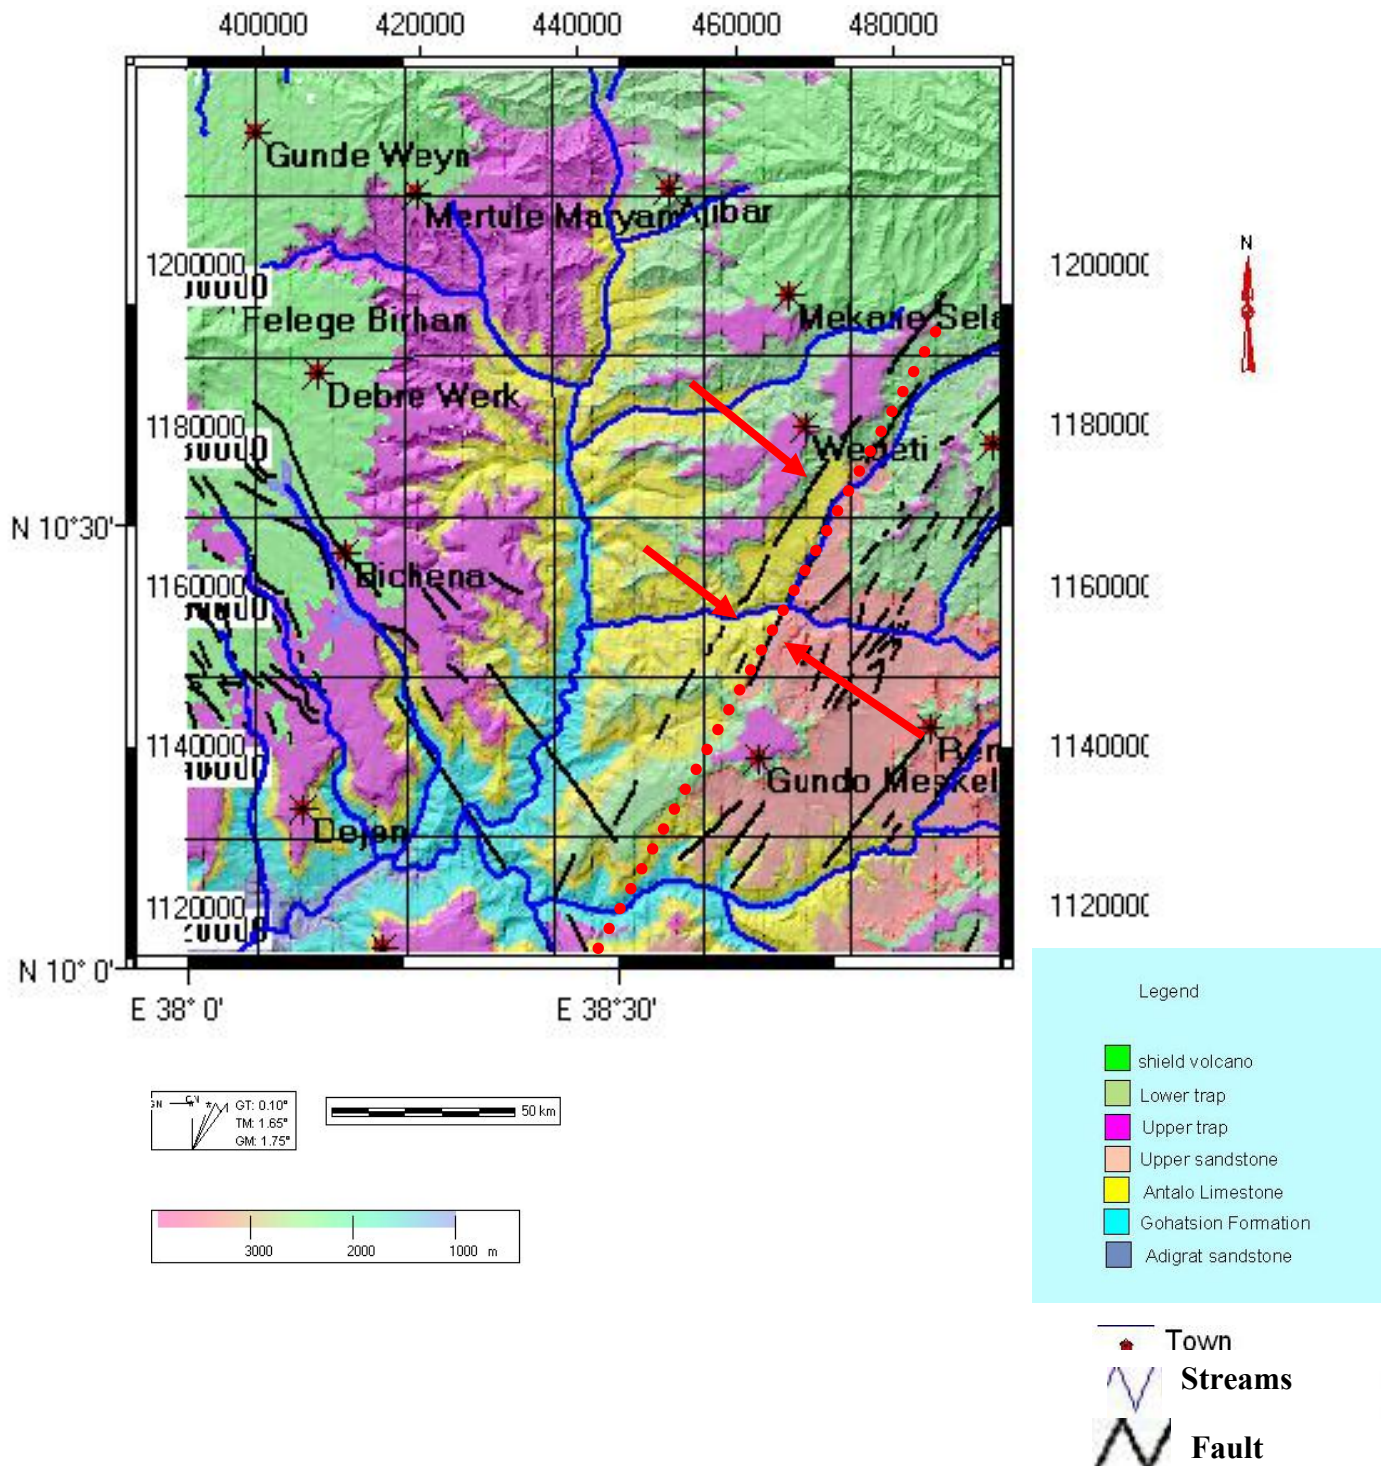 400000 420000 440000 460000 480000
Gunde Weyn
Mertule Maryam
Ajibar
N
1200000
1200000
Mekane Sela
Felege Birhan
Debre Werk
1180000
1180000
Weseti
N 10°30'
Bichena
1160000
1160000
1140000
1140000
Gundo Meskel
Dejen
1120000
1120000
N 10° 0'
E 38° 0' E 38°30'
Legend
shield volcano
Lower trap
Upper trap
Upper sandstone
Antalo Limestone
Gohatsion Formation
Adigrat sandstone
GT: 0.10°
TM: 1.65°
GM: 1.75°
50 km
3000 2000 1000 m
Town
Streams
Fault